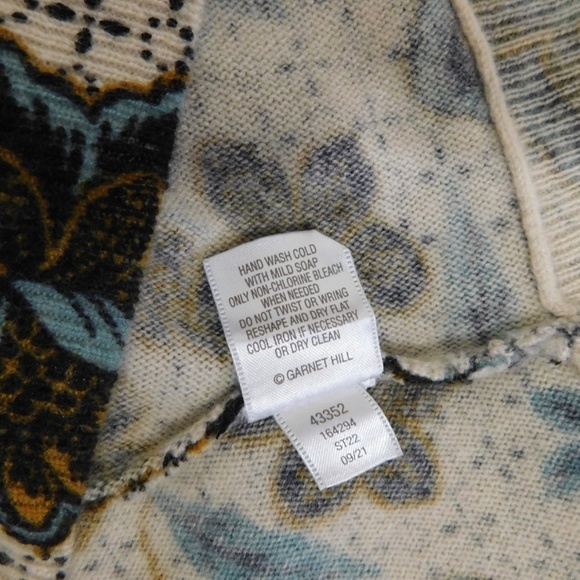 HAND WASH COLD
WITH MILD SOAP
ONLY NON-CHLORINE BLEACH
WHEN NEEDED
DO NOT TWIST OR WRING
RESHAPE AND DRY FLAT
COOL IRON IF NECESSARY
OR DRY CLEAN
© GARNET HILL
43352
164294
ST22
09/21